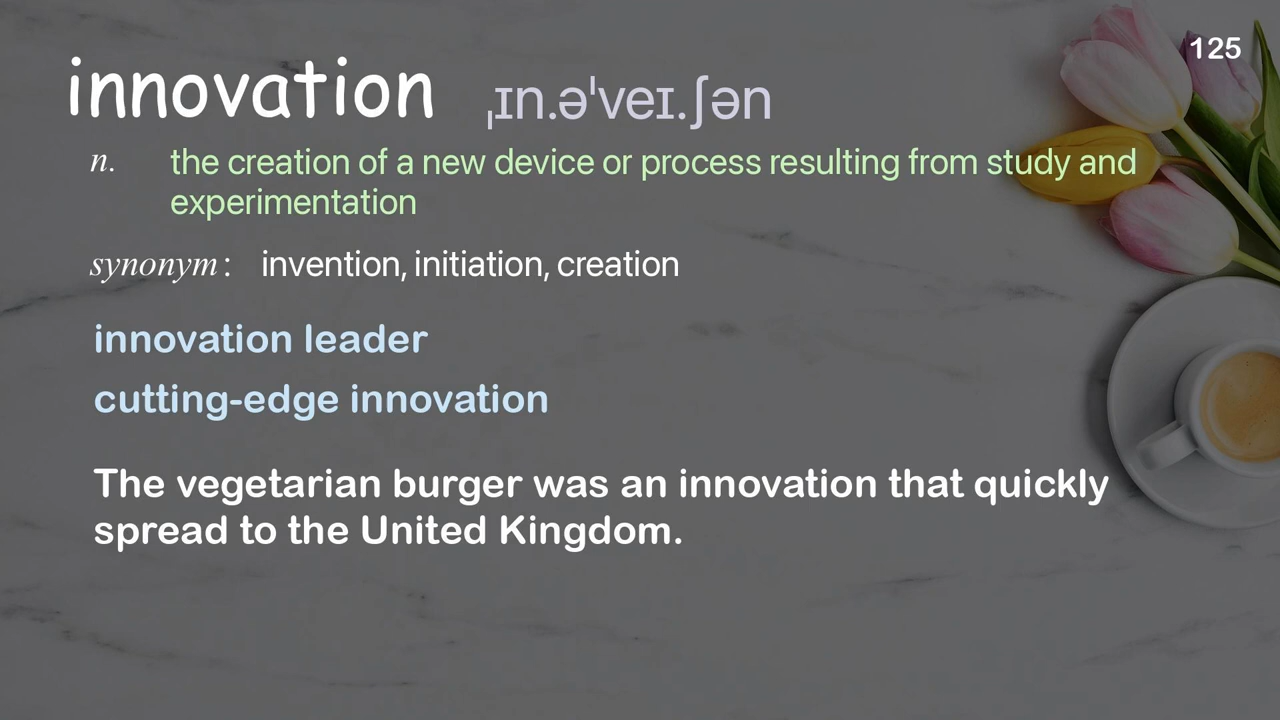 125
innovation ˌɪn.əˈveɪ.ʃən
n. the creation of a new device or process resulting from study and
experimentation
synonym: invention, initiation, creation
innovation leader
cutting-edge innovation
The vegetarian burger was an innovation that quickly
spread to the United Kingdom.